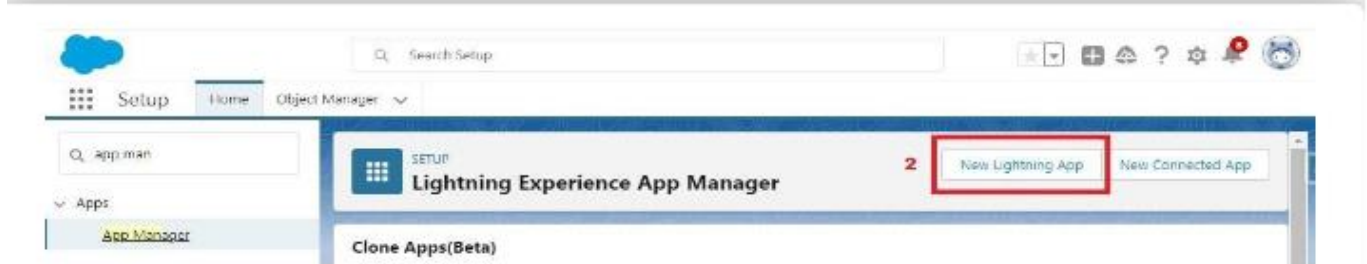 Search Setup
8
Setup Home Object Manager
app man
SETUP
Lightning Experience App Manager
2
New Lightning App
New Connected App
Apps
App Manager
Clone Apps(Beta)